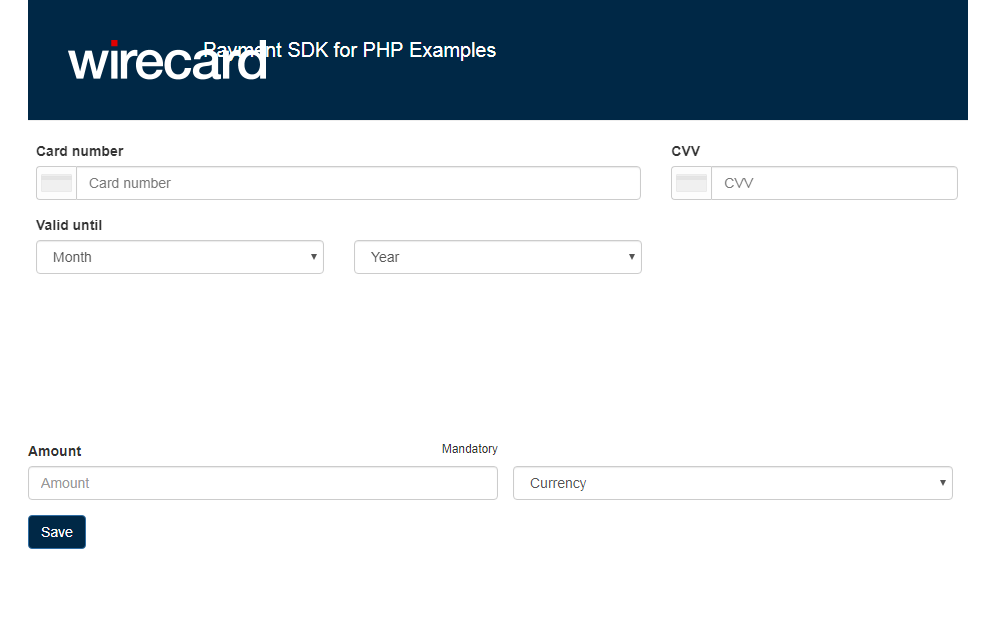 wirecard
Payment SDK for PHP Examples
Card number CVV
Card number CVV
Valid until
Month Year
Amount Mandatory
Amount Currency
Save